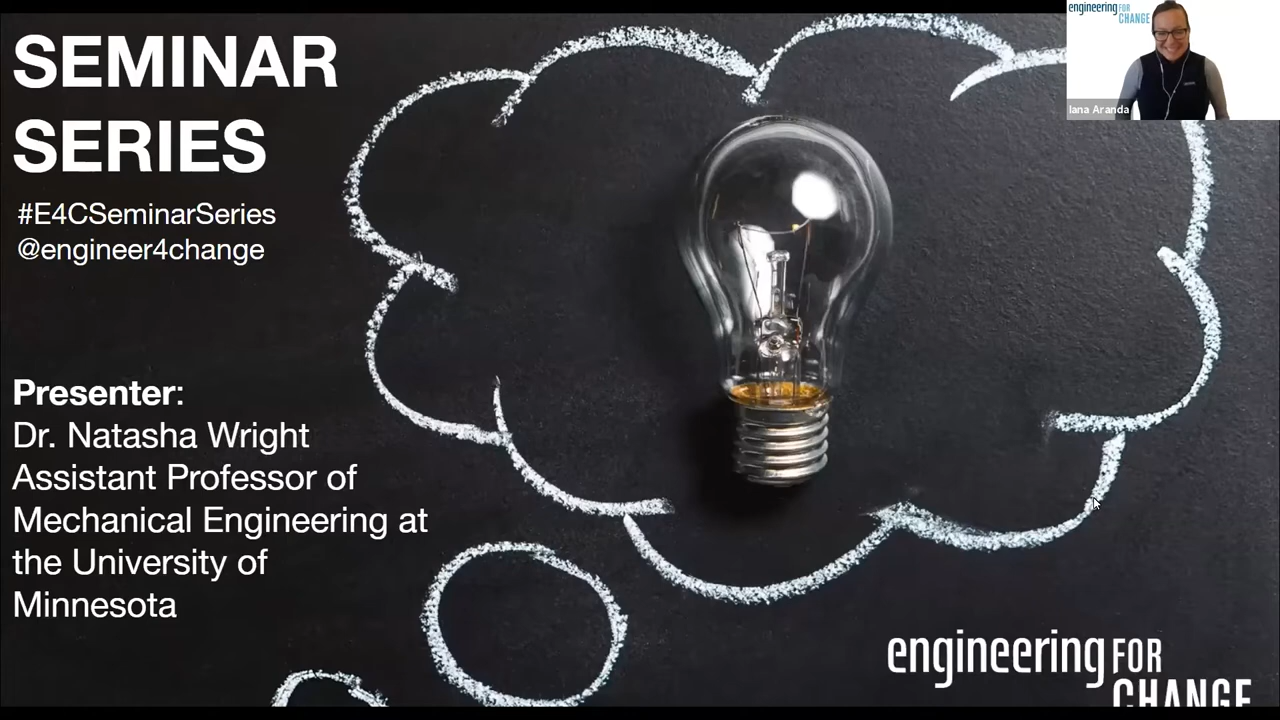 SEMINAR
SERIES
#E4CSeminarSeries
@engineer4change
Presenter:
Dr. Natasha Wright
Assistant Professor of
Mechanical Engineering at
the University of
Minnesota
engineering FOR
CHANGE
engineering FOR
CHANGE
Iana Aranda